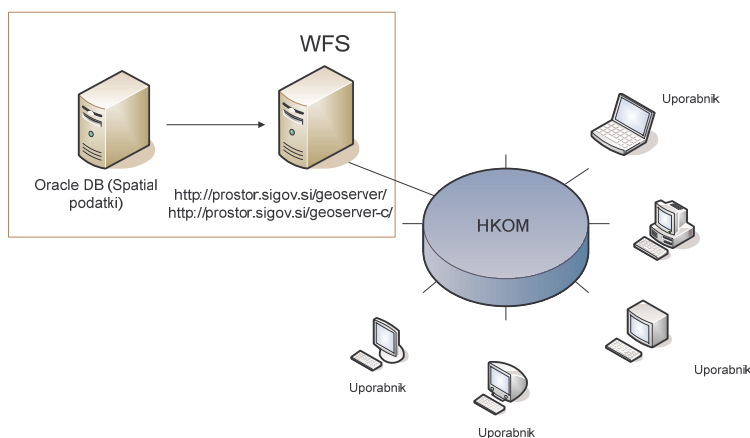 WFS
Oracle DB (Spatial
podatki)
http://prostor.sigov.si/geoserver/
http://prostor.sigov.si/geoserver-c/
HKOM
Uporabnik
Uporabnik
Uporabnik
Uporabnik